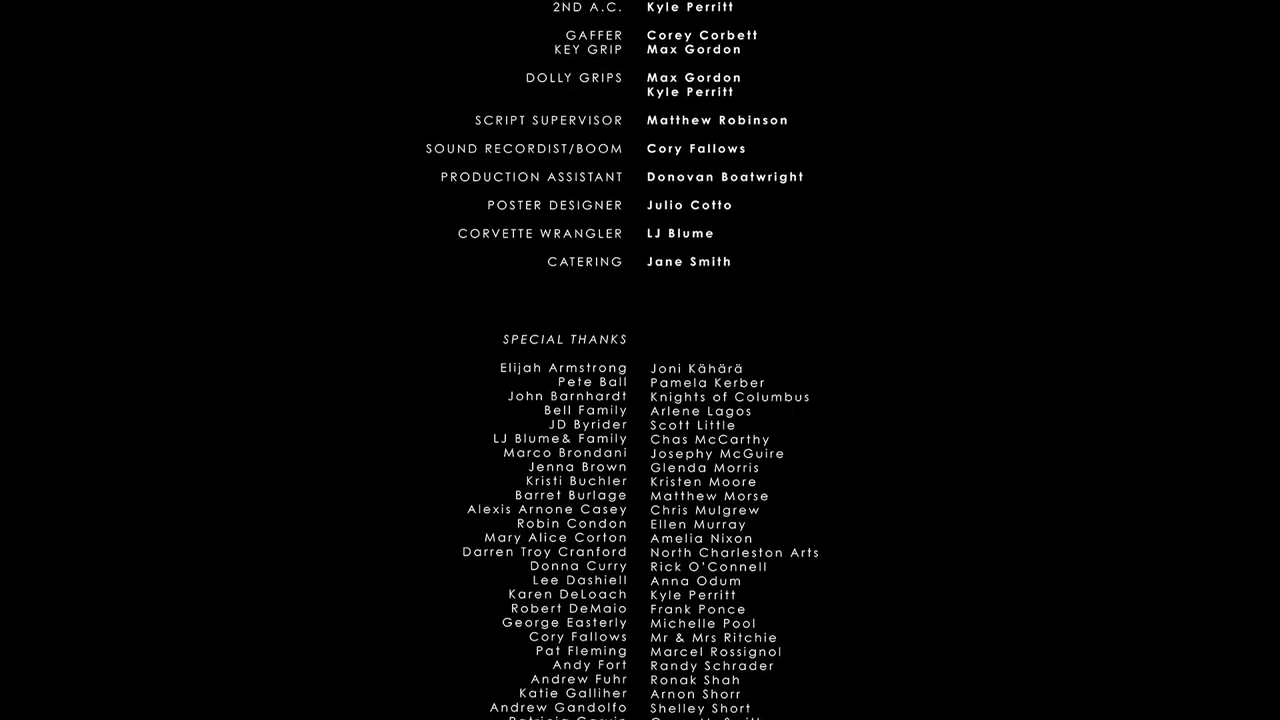 2ND A.C. Kyle Perritt
GAFFER Corey Corbett
KEY GRIP Max Gordon
DOLLY GRIPS Max Gordon
Kyle Perritt
SCRIPT SUPERVISOR Matthew Robinson
SOUND RECORDIST/BOOM Cory Fallows
PRODUCTION ASSISTANT Donovan Boatwright
POSTER DESIGNER Julio Cotto
CORVETTE WRANGLER LJ Blume
CATERING Jane Smith
SPECIAL THANKS
Elijah Armstrong Joni Kähärä
Pete Ball Pamela Kerber
John Barnhardt Knights of Columbus
Bell Family Arlene Lagos
JD Byrider Scott Little
LJ Blume& Family Chas McCarthy
Marco Brondani Josephy McGuire
Jenna Brown Glenda Morris
Kristi Buchler Kristen Moore
Barret Burlage Matthew Morse
Alexis Arnone Casey Chris Mulgrew
Robin Condon Ellen Murray
Mary Alice Corton Amelia Nixon
Darren Troy Cranford North Charleston Arts
Donna Curry Rick O'Connell
Lee Dashiell Anna Odum
Karen DeLoach Kyle Perritt
Robert DeMaio Frank Ponce
George Easterly Michelle Pool
Cory Fallows Mr & Mrs Ritchie
Pat Fleming Marcel Rossignol
Andy Fort Randy Schrader
Andrew Fuhr Ronak Shah
Katie Galliher Arnon Shorr
Andrew Gandolfo Shelley Short